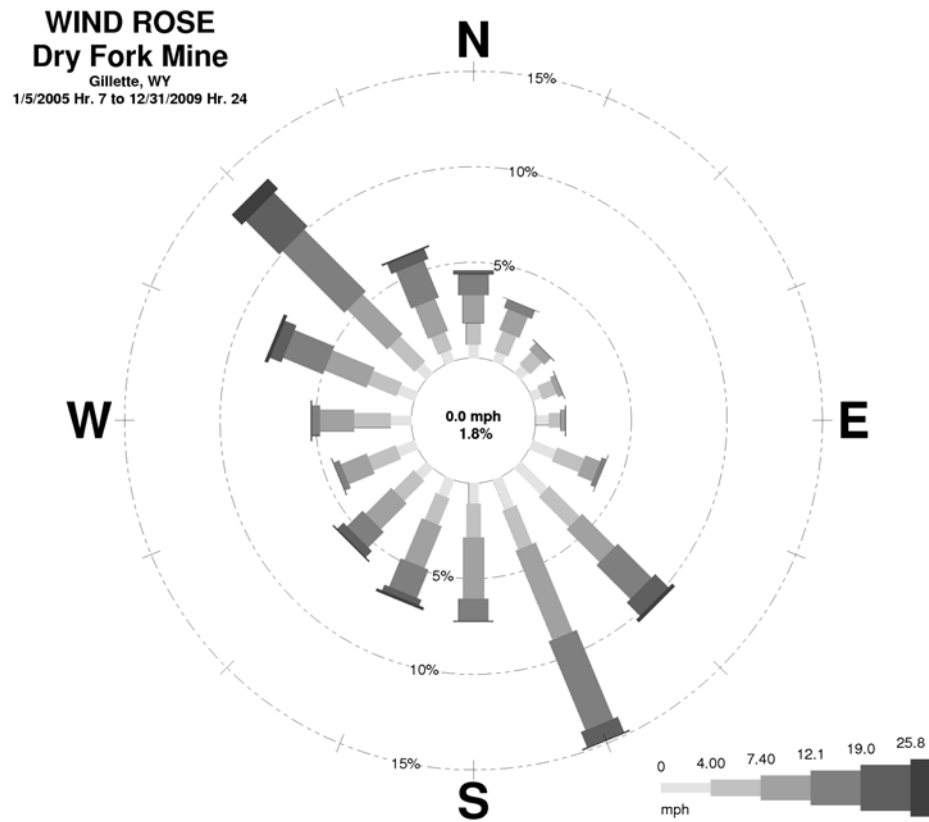 WIND ROSE
Dry Fork Mine
Gillette, WY
1/5/2005 Hr. 7 to 12/31/2009 Hr. 24
N
15%
10%
5%
W
0.0 mph
1.8%
E
5%
10%
15%
S
0 4.00 7.40 12.1 19.0 25.8
mph